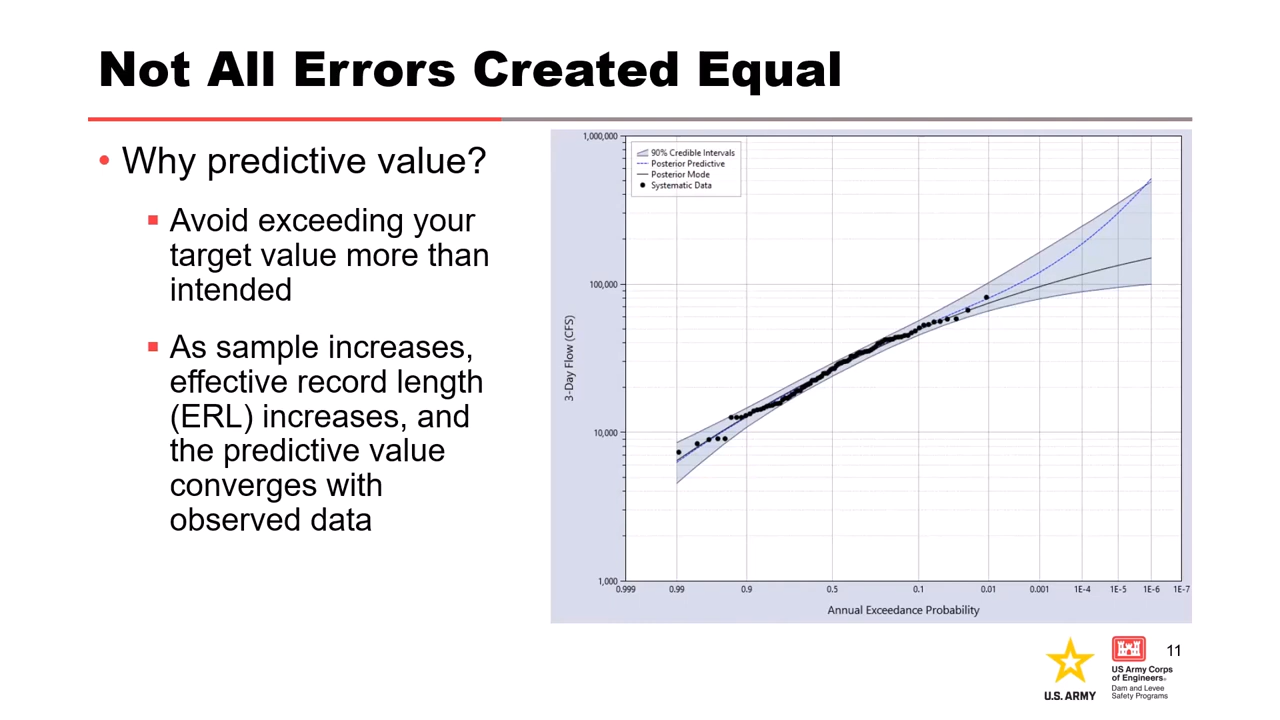 Not All Errors Created Equal
• Why predictive value?
▪ Avoid exceeding your
target value more than
intended
▪ As sample increases,
effective record length
(ERL) increases, and
the predictive value
converges with
observed data
1,000,000
100,000
10,000
1,000
3-Day Flow (CFS)
90% Credible Intervals
Posterior Predictive
Posterior Mode
Systematic Data
0.999 0.99 0.9 0.5 0.1 0.01 0.001 1E-4 1E-5 1E-6 1E-7
Annual Exceedance Probability
U.S. ARMY
US Army Corps
of Engineers®
Dam and Levee
Safety Programs
11